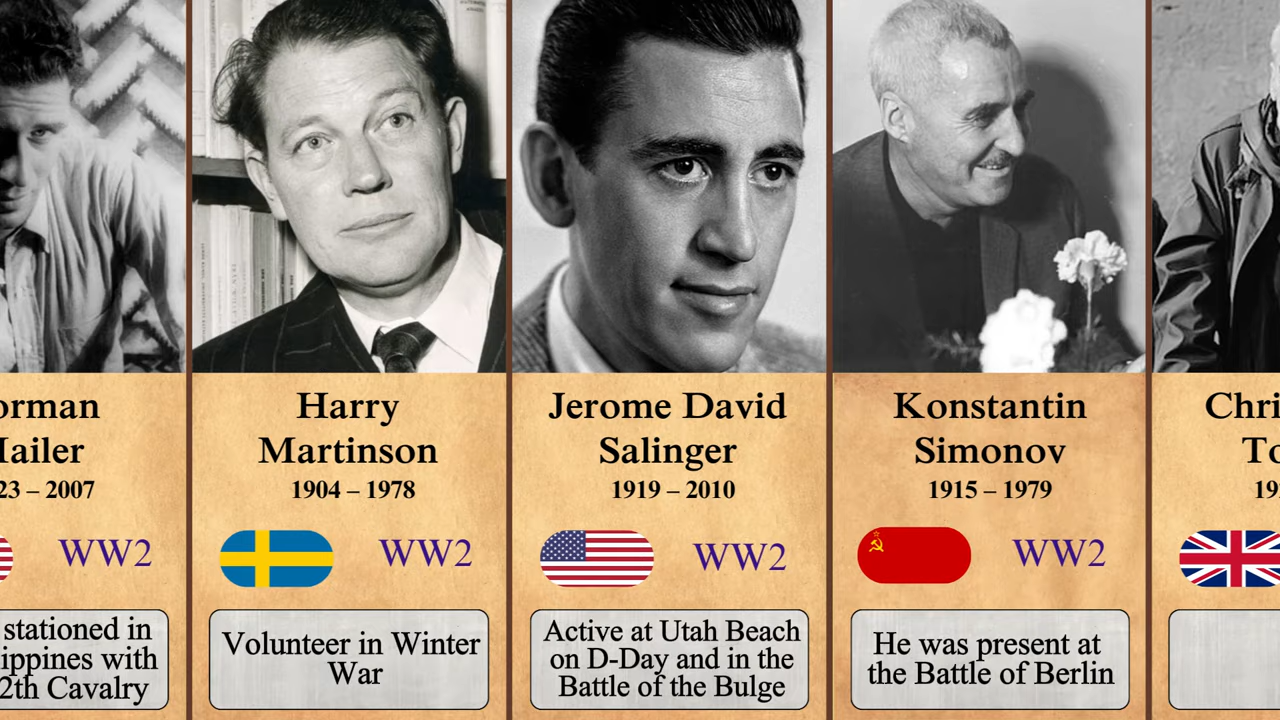 orman
ailer
23 – 2007
WW2
stationed in
ippines with
2th Cavalry
Harry
Martinson
1904 – 1978
WW2
Volunteer in Winter
War
Jerome David
Salinger
1919 – 2010
WW2
Active at Utah Beach
on D-Day and in the
Battle of the Bulge
Konstantin
Simonov
1915 – 1979
WW2
He was present at
the Battle of Berlin
Chri
To
19